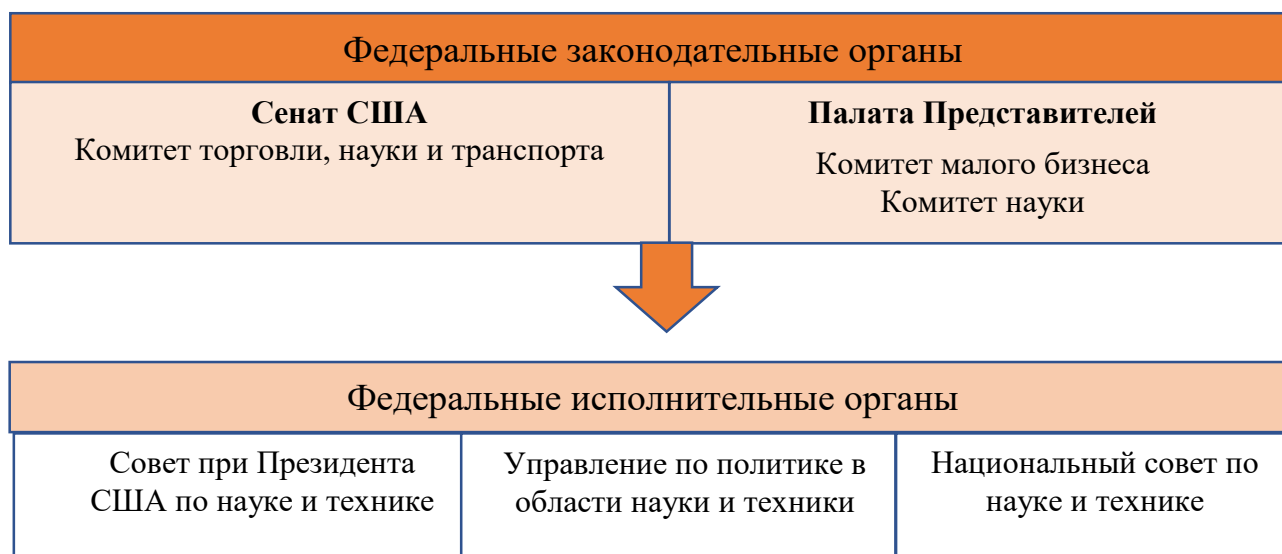 Федеральные законодательные органы
Сенат США
Комитет торговли, науки и транспорта
Палата Представителей
Комитет малого бизнеса
Комитет науки
Федеральные исполнительные органы
Совет при Президента
США по науке и технике
Управление по политике в
области науки и техники
Национальный совет по
науке и технике